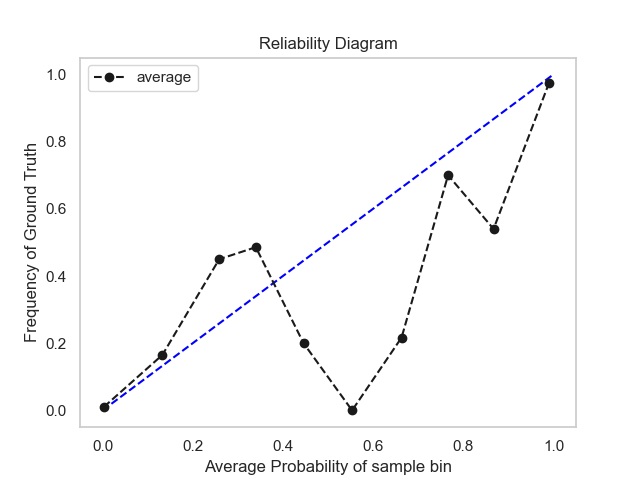 Reliability Diagram
average
1.0
0.8
0.6
0.4
0.2
0.0
Frequency of Ground Truth
0.0 0.2 0.4 0.6 0.8 1.0
Average Probability of sample bin